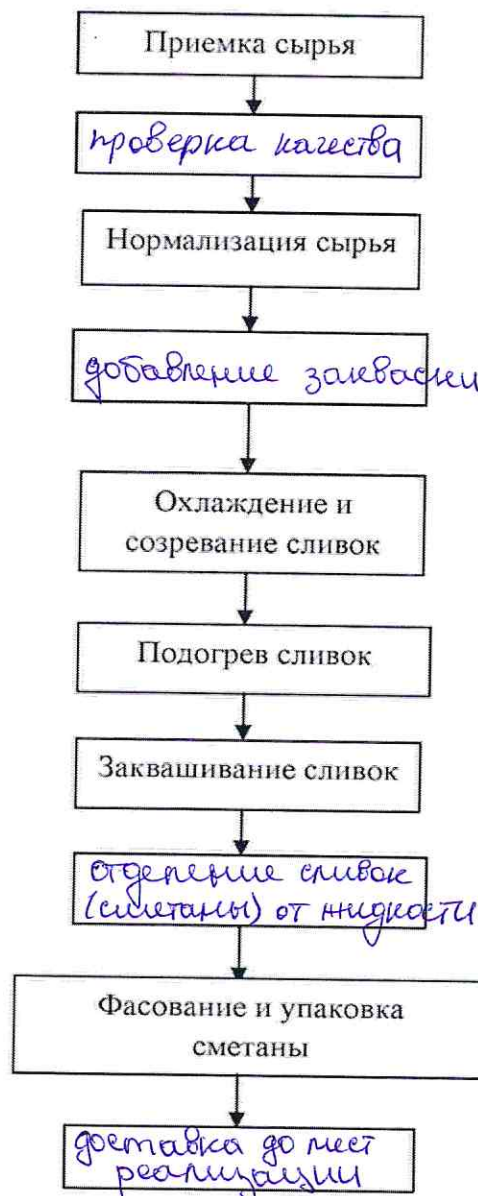 Приемка сырья
проверка качества
Нормализация сырья
добавление закваски
Охлаждение и
созревание сливок
Подогрев сливок
Заквашивание сливок
отделение сливок
(сметаны) от жидкости
Фасование и упаковка
сметаны
доставка до мест
реализации